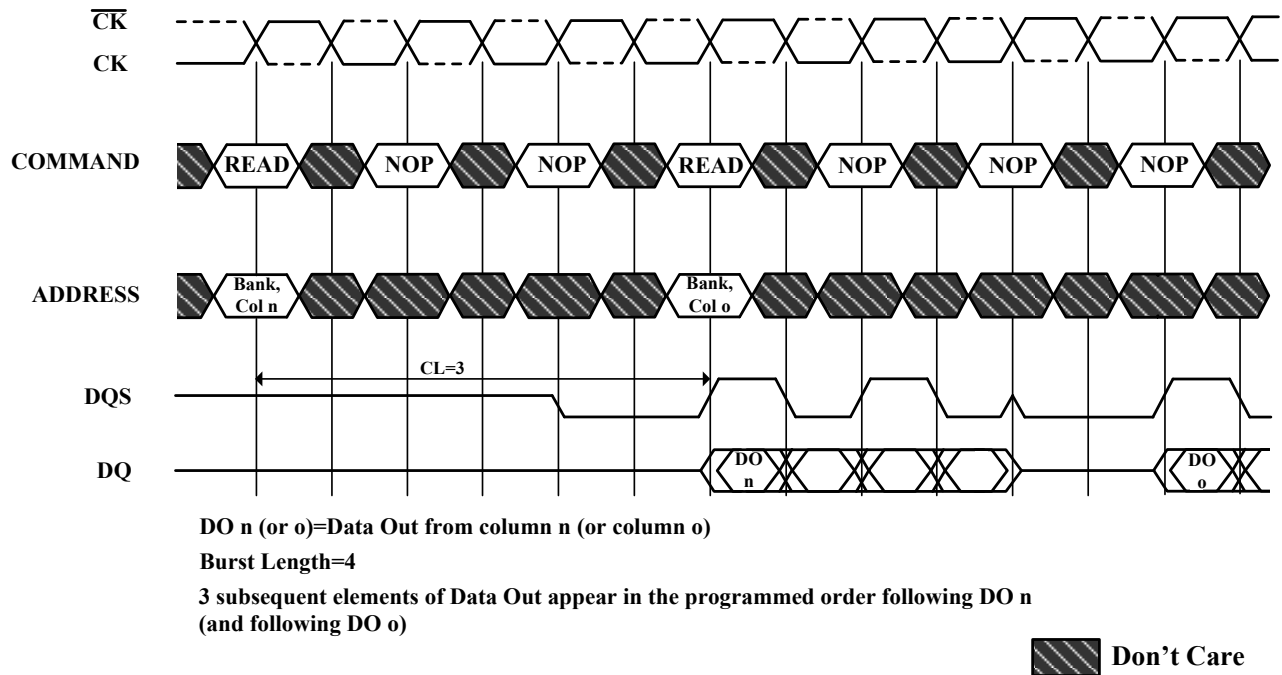 CK
CK
COMMAND
READ NOP NOP READ NOP NOP NOP
ADDRESS
Bank,
Col n
Bank,
Col o
CL=3
DQS
DQ
DO
n
DO
o
DO n (or o)=Data Out from column n (or column o)
Burst Length=4
3 subsequent elements of Data Out appear in the programmed order following DO n
(and following DO o)
Don't Care